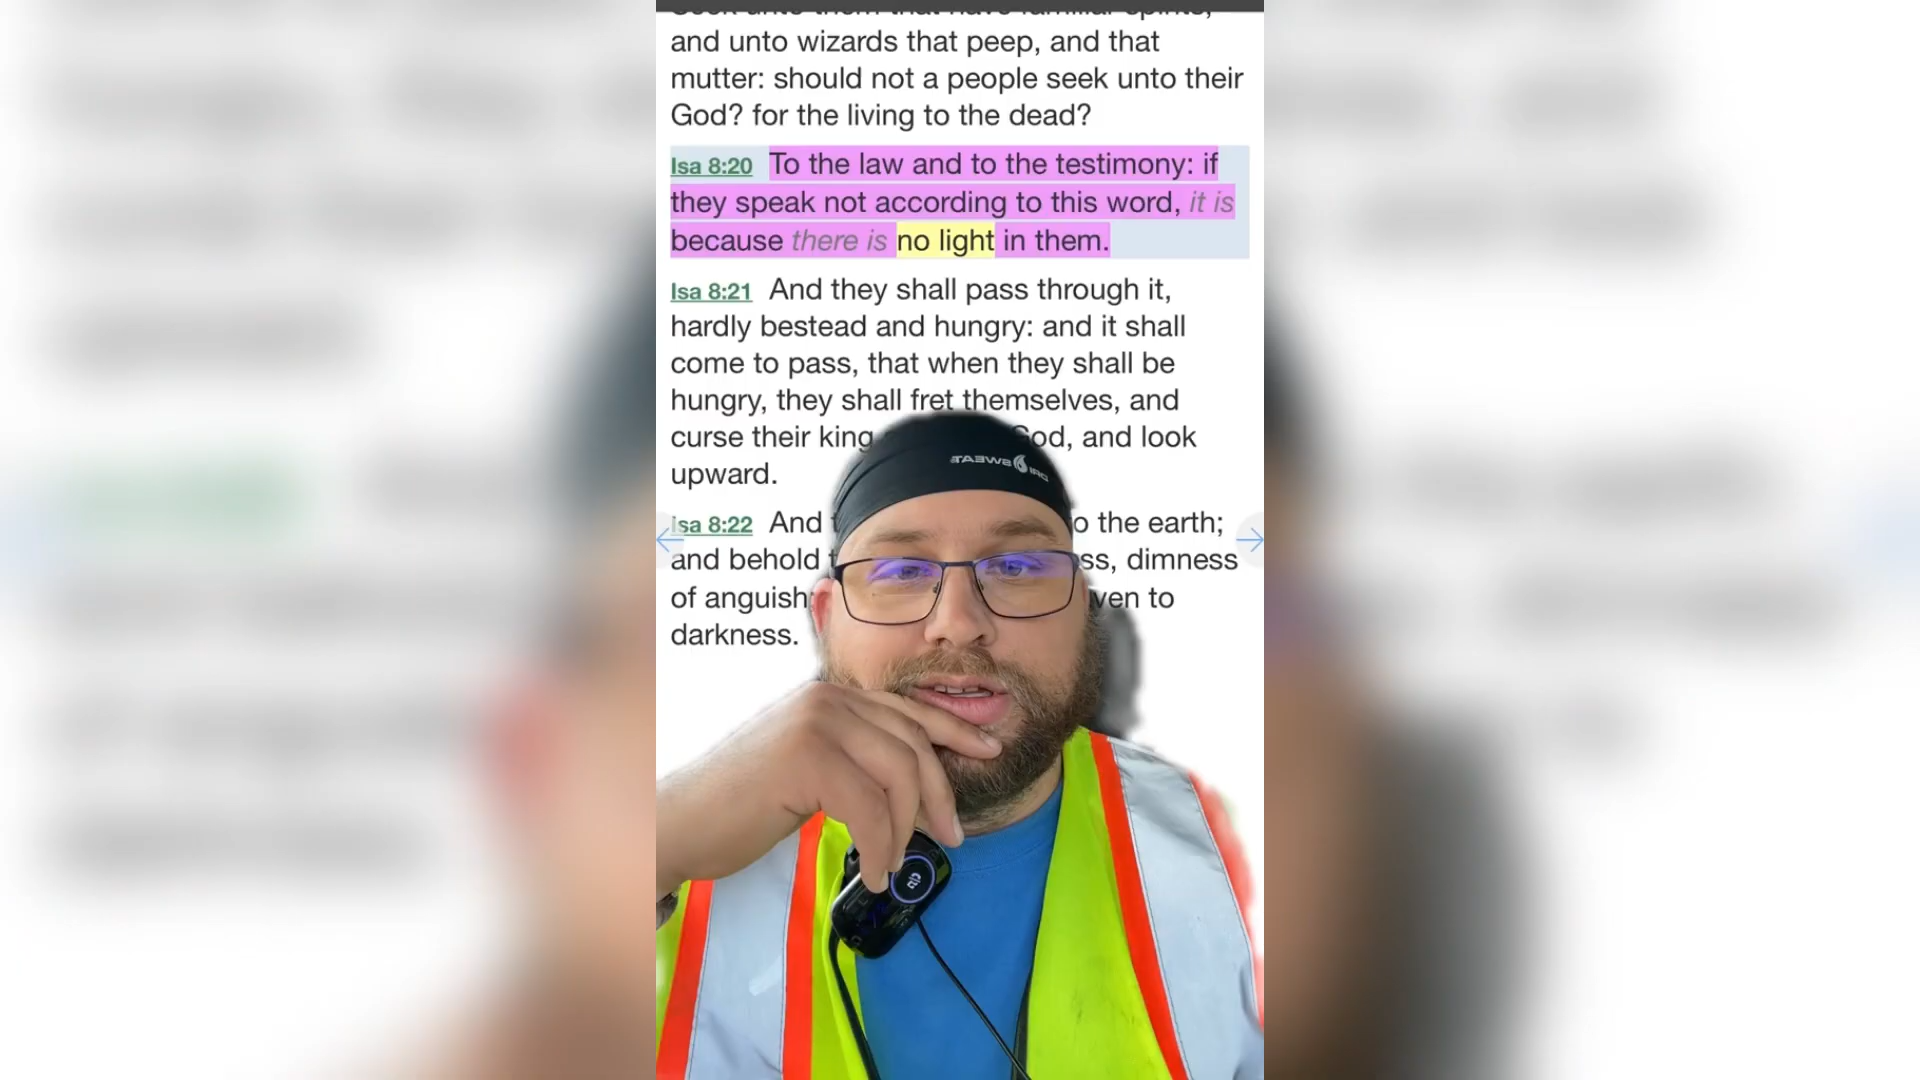 and unto wizards that peep, and that
mutter: should not a people seek unto their
God? for the living to the dead?
Isa 8:20 To the law and to the testimony: if
they speak not according to this word, it is
because there is no light in them.
Isa 8:21 And they shall pass through it,
hardly bestead and hungry: and it shall
come to pass, that when they shall be
hungry, they shall fret themselves, and
curse their king God, and look
upward.
Isa 8:22 And the earth;
and behold dimness
of anguish
darkness.
DRI SWEAT